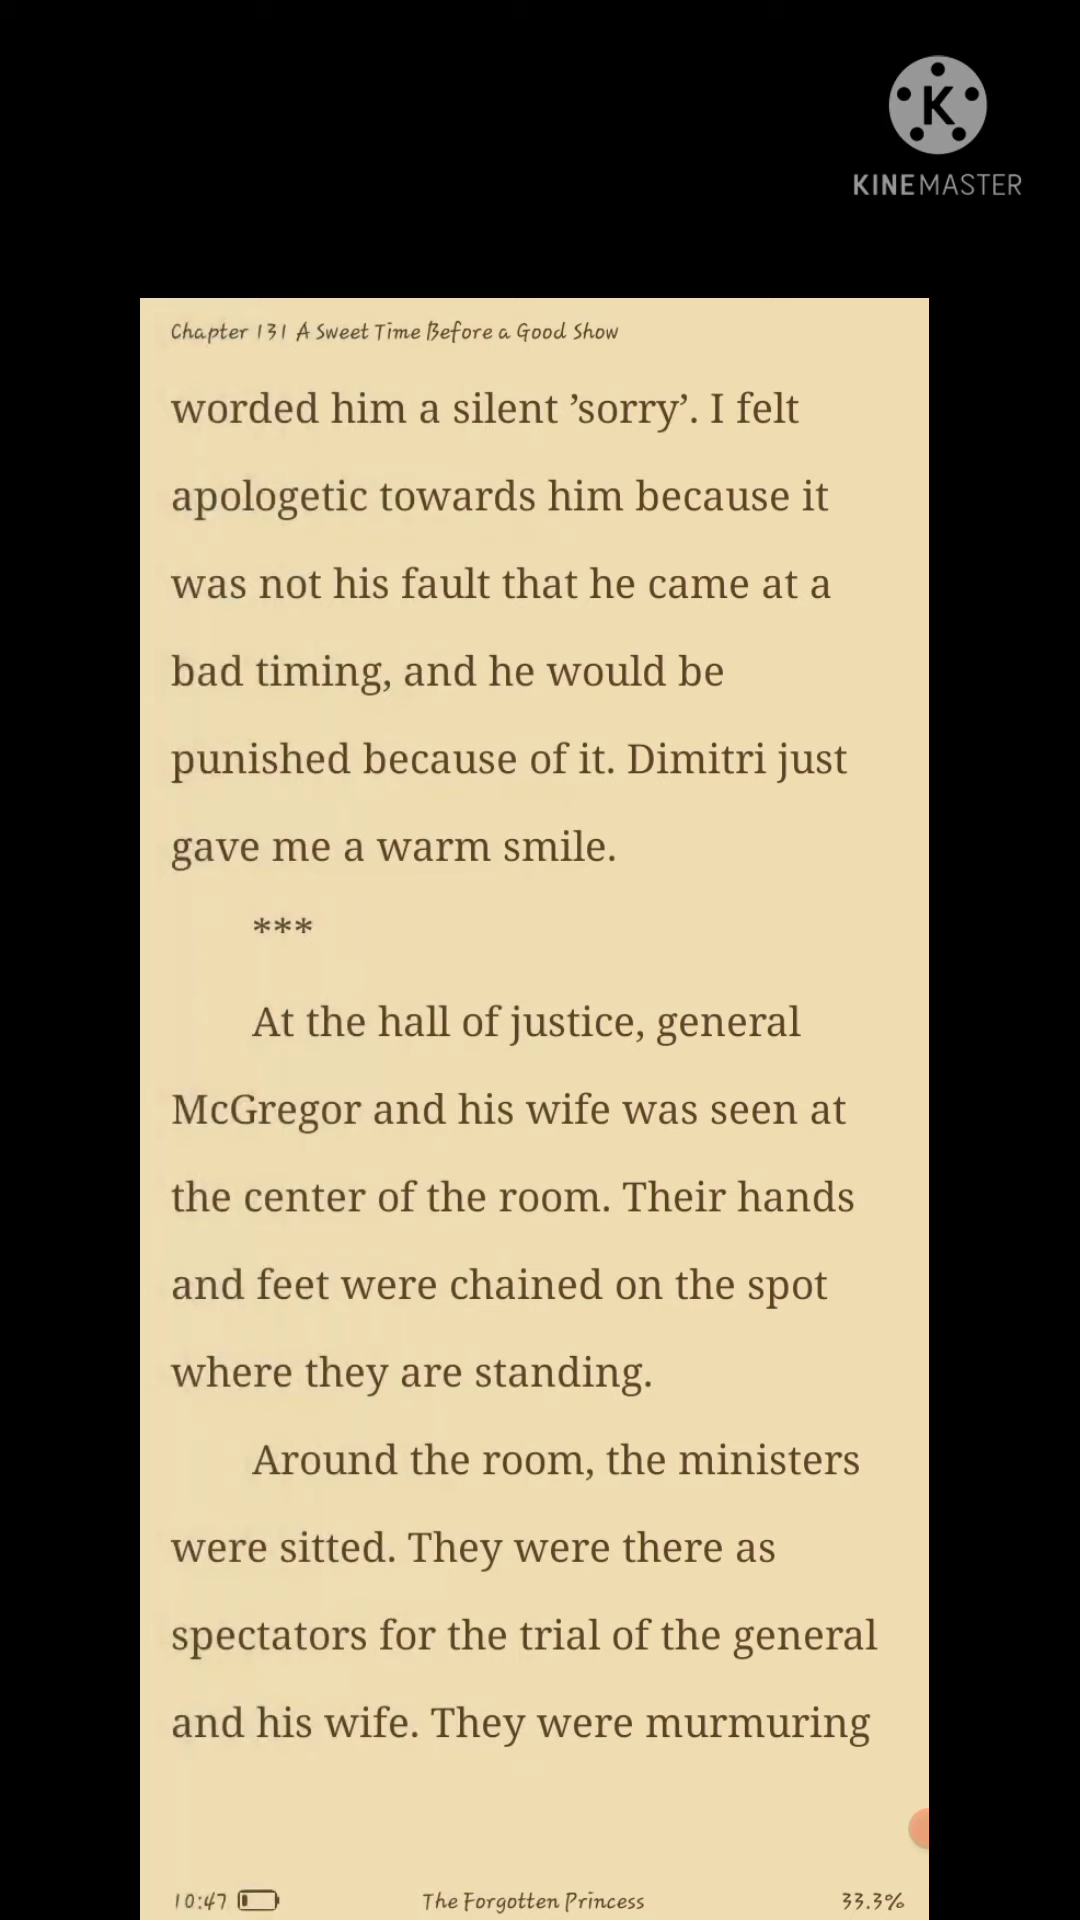 K
KINEMASTER
Chapter 131 A Sweet Time Before a Good Show
worded him a silent ’sorry’. I felt
apologetic towards him because it
was not his fault that he came at a
bad timing, and he would be
punished because of it. Dimitri just
gave me a warm smile.
***
At the hall of justice, general
McGregor and his wife was seen at
the center of the room. Their hands
and feet were chained on the spot
where they are standing.
Around the room, the ministers
were sitted. They were there as
spectators for the trial of the general
and his wife. They were murmuring
10:47 The Forgotten Princess 33.3%